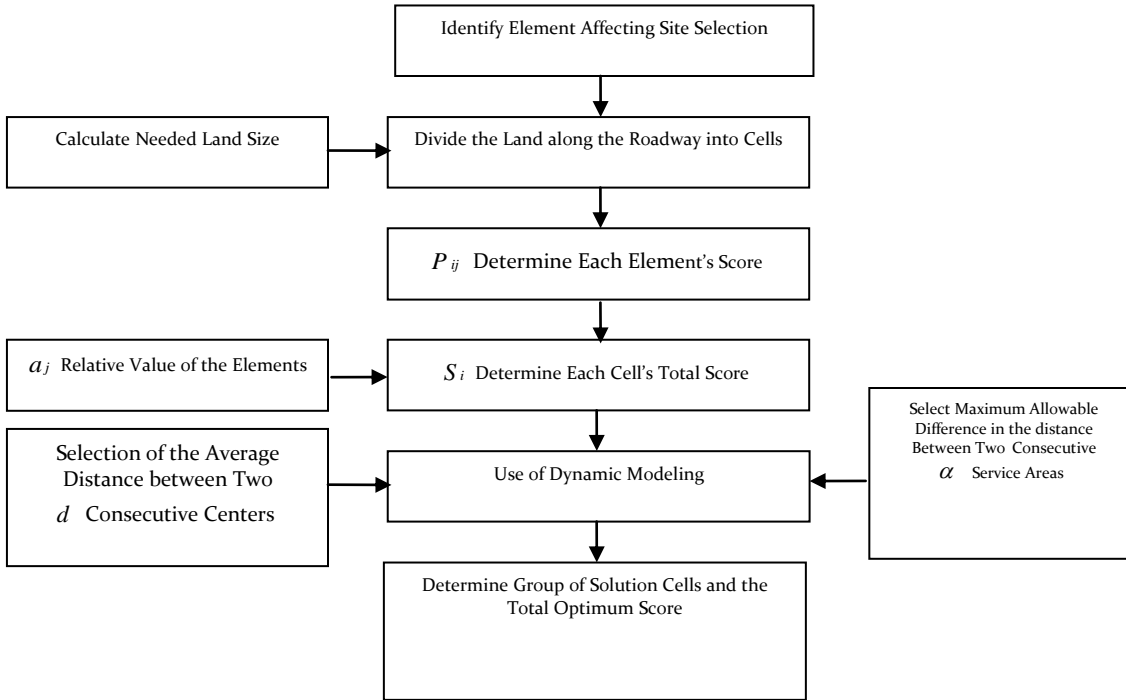 Identify Element Affecting Site Selection
Calculate Needed Land Size
Divide the Land along the Roadway into Cells
P ij Determine Each Element's Score
a j Relative Value of the Elements
S i Determine Each Cell's Total Score
Selection of the Average
Distance between Two
d Consecutive Centers
Use of Dynamic Modeling
Select Maximum Allowable
Difference in the distance
Between Two Consecutive
α Service Areas
Determine Group of Solution Cells and the
Total Optimum Score